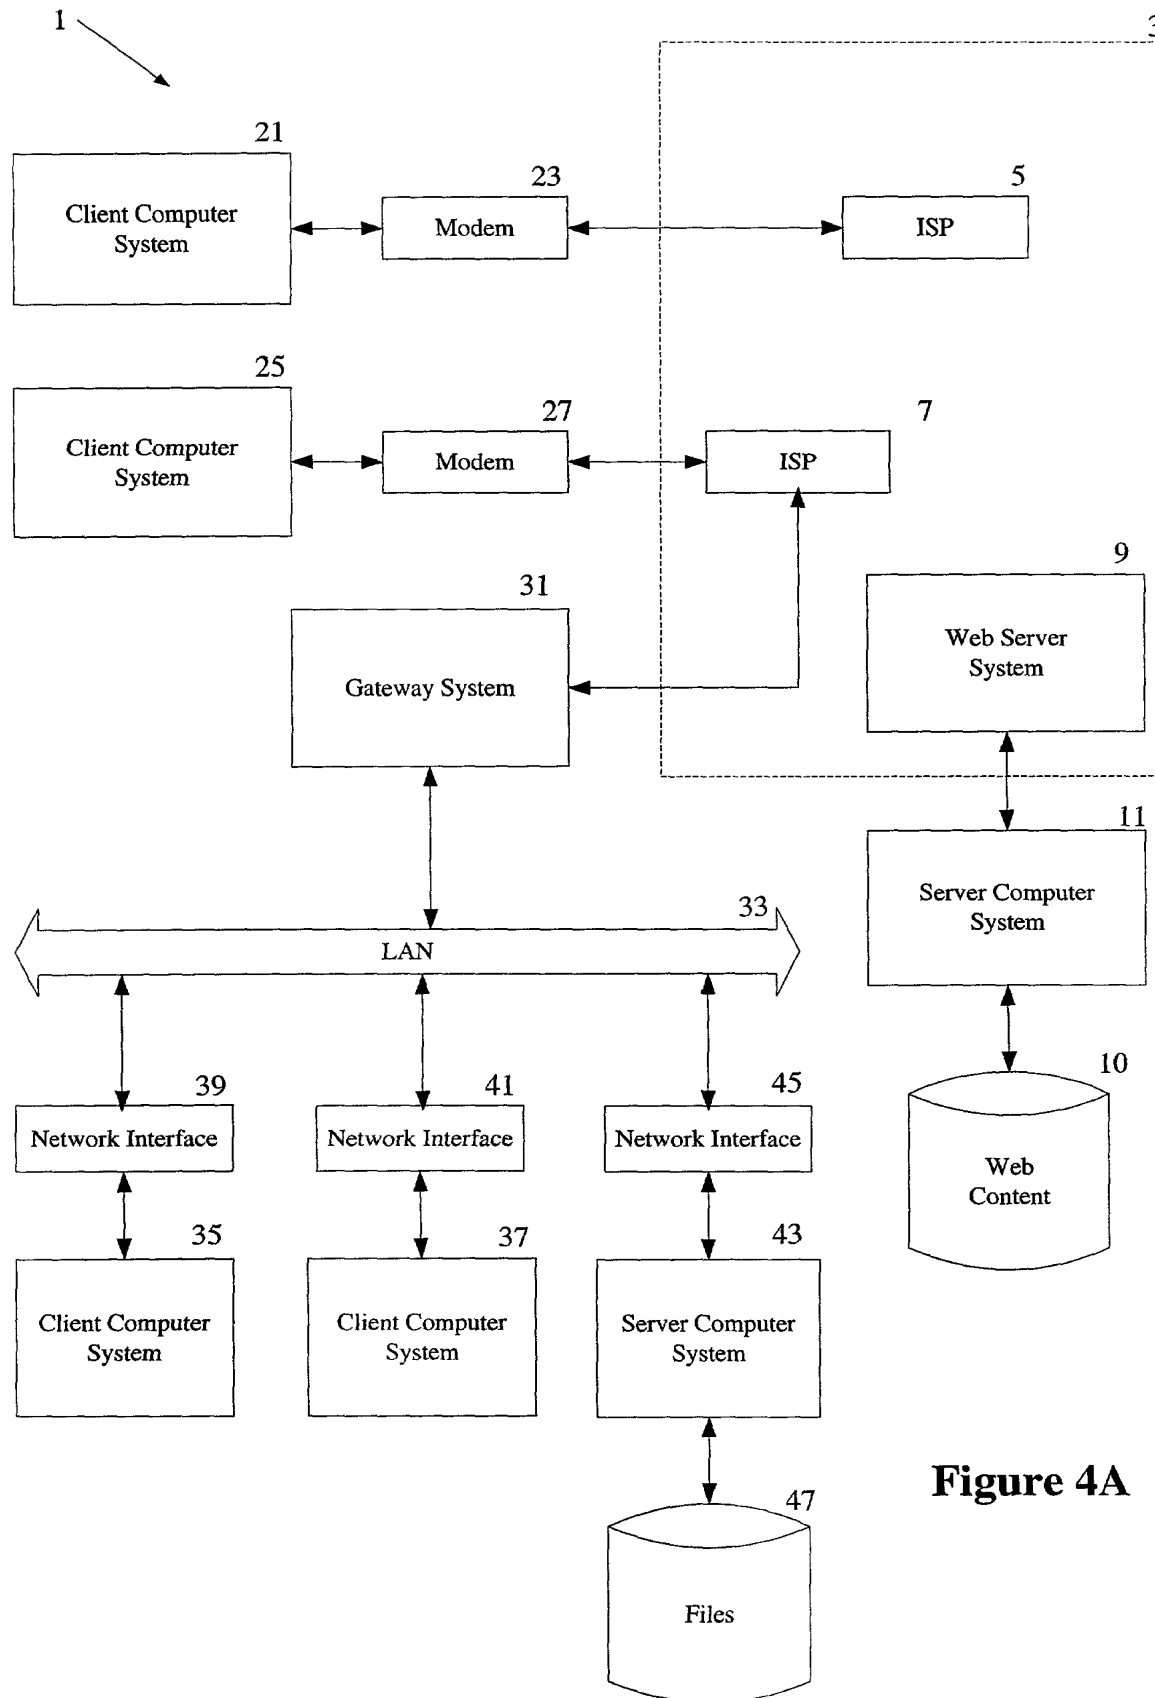 1
3
21
Client Computer
System
23
Modem
5
ISP
25
Client Computer
System
27
Modem
7
ISP
31
Gateway System
9
Web Server
System
11
Server Computer
System
33
LAN
10
Web
Content
39
Network Interface
41
Network Interface
45
Network Interface
35
Client Computer
System
37
Client Computer
System
43
Server Computer
System
47
Files
Figure 4A